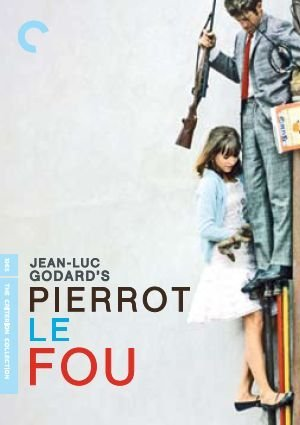 JEAN-LUC
GODARD'S
PIERROT
LE
FOU
THE CRITERION COLLECTION